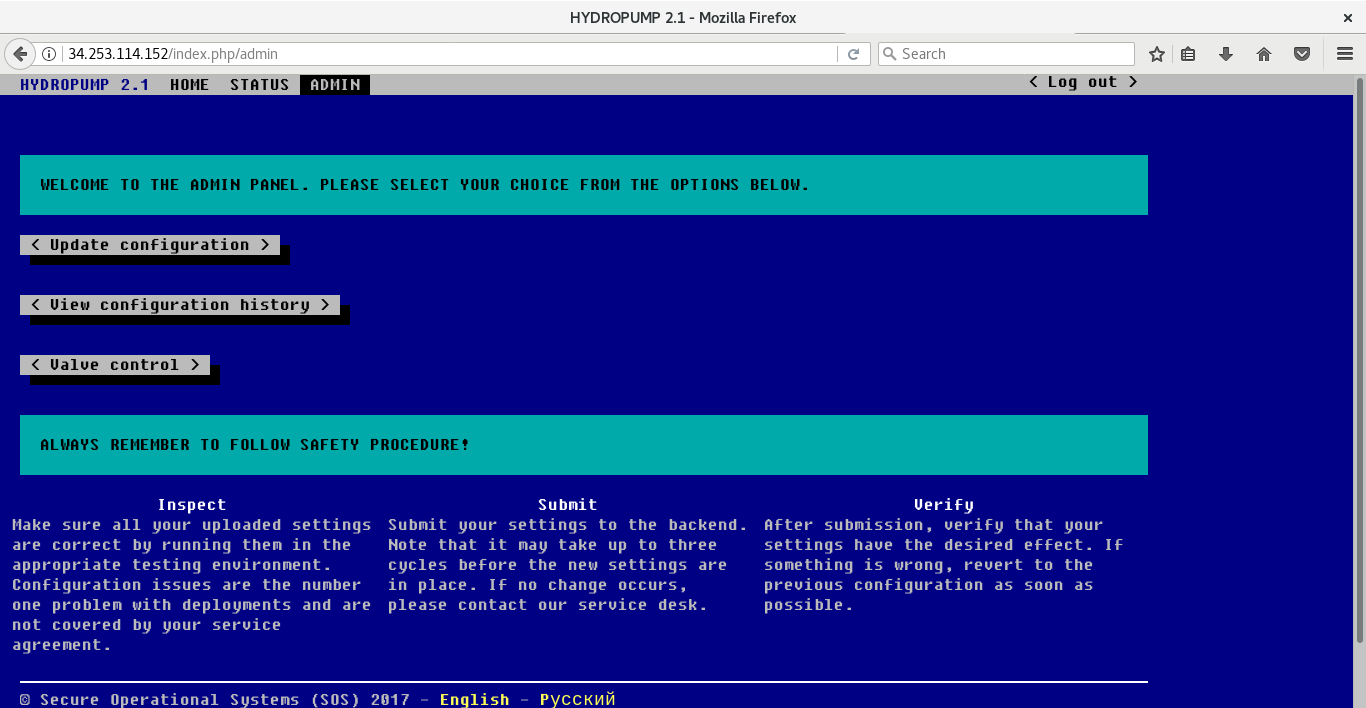 HYDROPUMP 2.1 - Mozilla Firefox
34.253.114.152/index.php/admin
Search
HYDROPUMP 2.1 HOME STATUS ADMIN < Log out >
WELCOME TO THE ADMIN PANEL. PLEASE SELECT YOUR CHOICE FROM THE OPTIONS BELOW.
< Update configuration >
< View configuration history >
< Valve control >
ALWAYS REMEMBER TO FOLLOW SAFETY PROCEDURE!
Inspect
Make sure all your uploaded settings
are correct by running them in the
appropriate testing environment.
Configuration issues are the number
one problem with deployments and are
not covered by your service
agreement.
Submit
Submit your settings to the backend.
Note that it may take up to three
cycles before the new settings are
in place. If no change occurs,
please contact our service desk.
Verify
After submission, verify that your
settings have the desired effect. If
something is wrong, revert to the
previous configuration as soon as
possible.
© Secure Operational Systems (SOS) 2017 - English - Русский